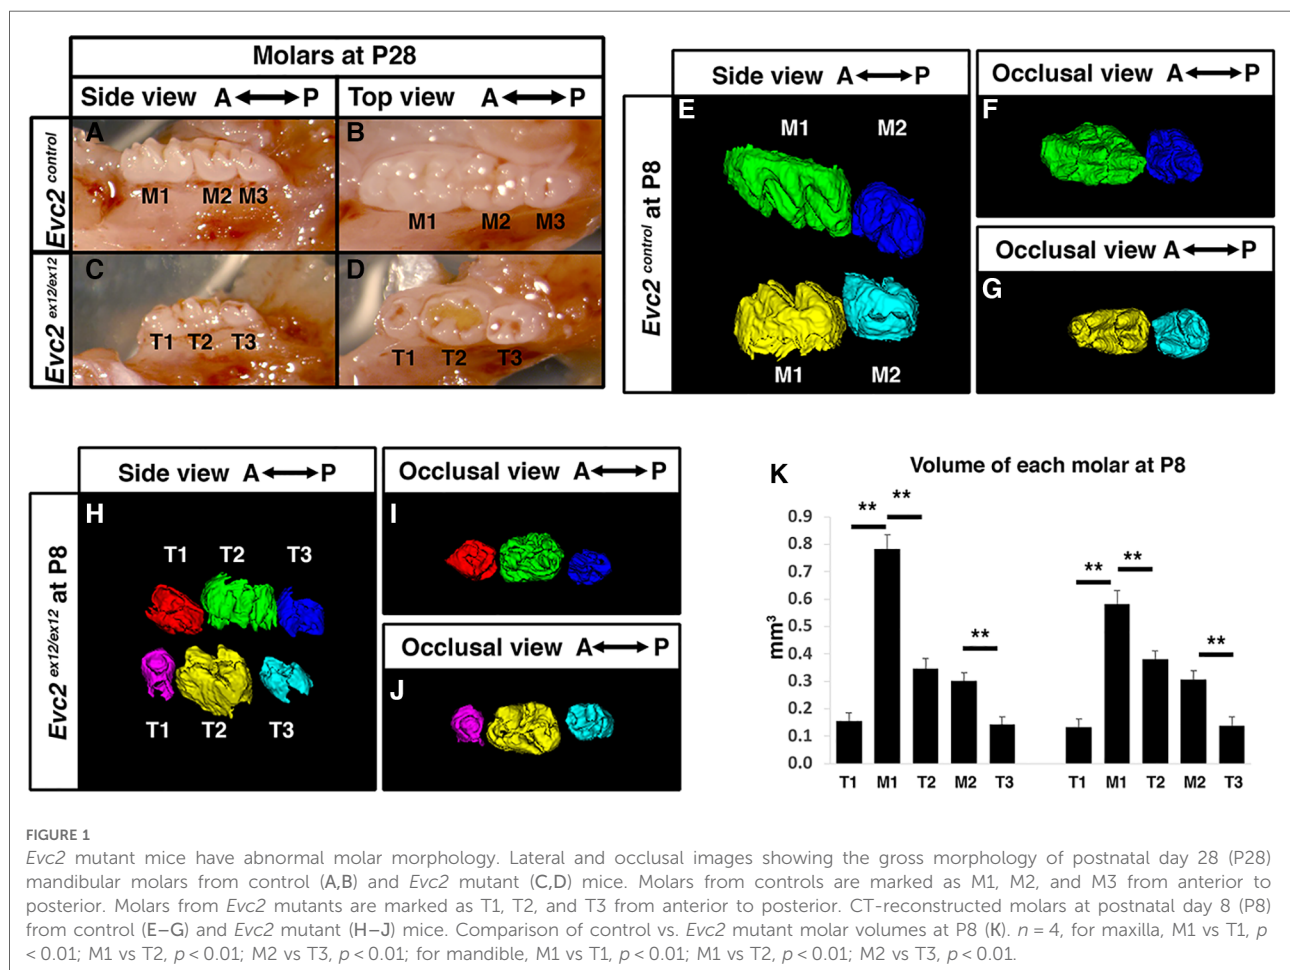 Molars at P28
Side view A P
Top view A P
Evc2 control
A
M1 M2 M3
B
M1 M2 M3
Evc2 ex12/ex12
C
T1 T2 T3
D
T1 T2 T3
Side view A P
Evc2 control at P8
E
M1 M2
M1 M2
Occlusal view A P
F
Occlusal view A P
G
Side view A P
Evc2 ex12/ex12 at P8
H
T1 T2 T3
T1 T2 T3
Occlusal view A P
I
Occlusal view A P
J
K
Volume of each molar at P8
mm³
0.9
0.8
0.7
0.6
0.5
0.4
0.3
0.2
0.1
0.0
** ** **
** ** **
T1 M1 T2 M2 T3 T1 M1 T2 M2 T3
FIGURE 1
Evc2 mutant mice have abnormal molar morphology. Lateral and occlusal images showing the gross morphology of postnatal day 28 (P28)
mandibular molars from control (A,B) and Evc2 mutant (C,D) mice. Molars from controls are marked as M1, M2, and M3 from anterior to
posterior. Molars from Evc2 mutants are marked as T1, T2, and T3 from anterior to posterior. CT-reconstructed molars at postnatal day 8 (P8)
from control (E–G) and Evc2 mutant (H–J) mice. Comparison of control vs. Evc2 mutant molar volumes at P8 (K). n = 4, for maxilla, M1 vs T1, p
< 0.01; M1 vs T2, p < 0.01; M2 vs T3, p < 0.01; for mandible, M1 vs T1, p < 0.01; M1 vs T2, p < 0.01; M2 vs T3, p < 0.01.